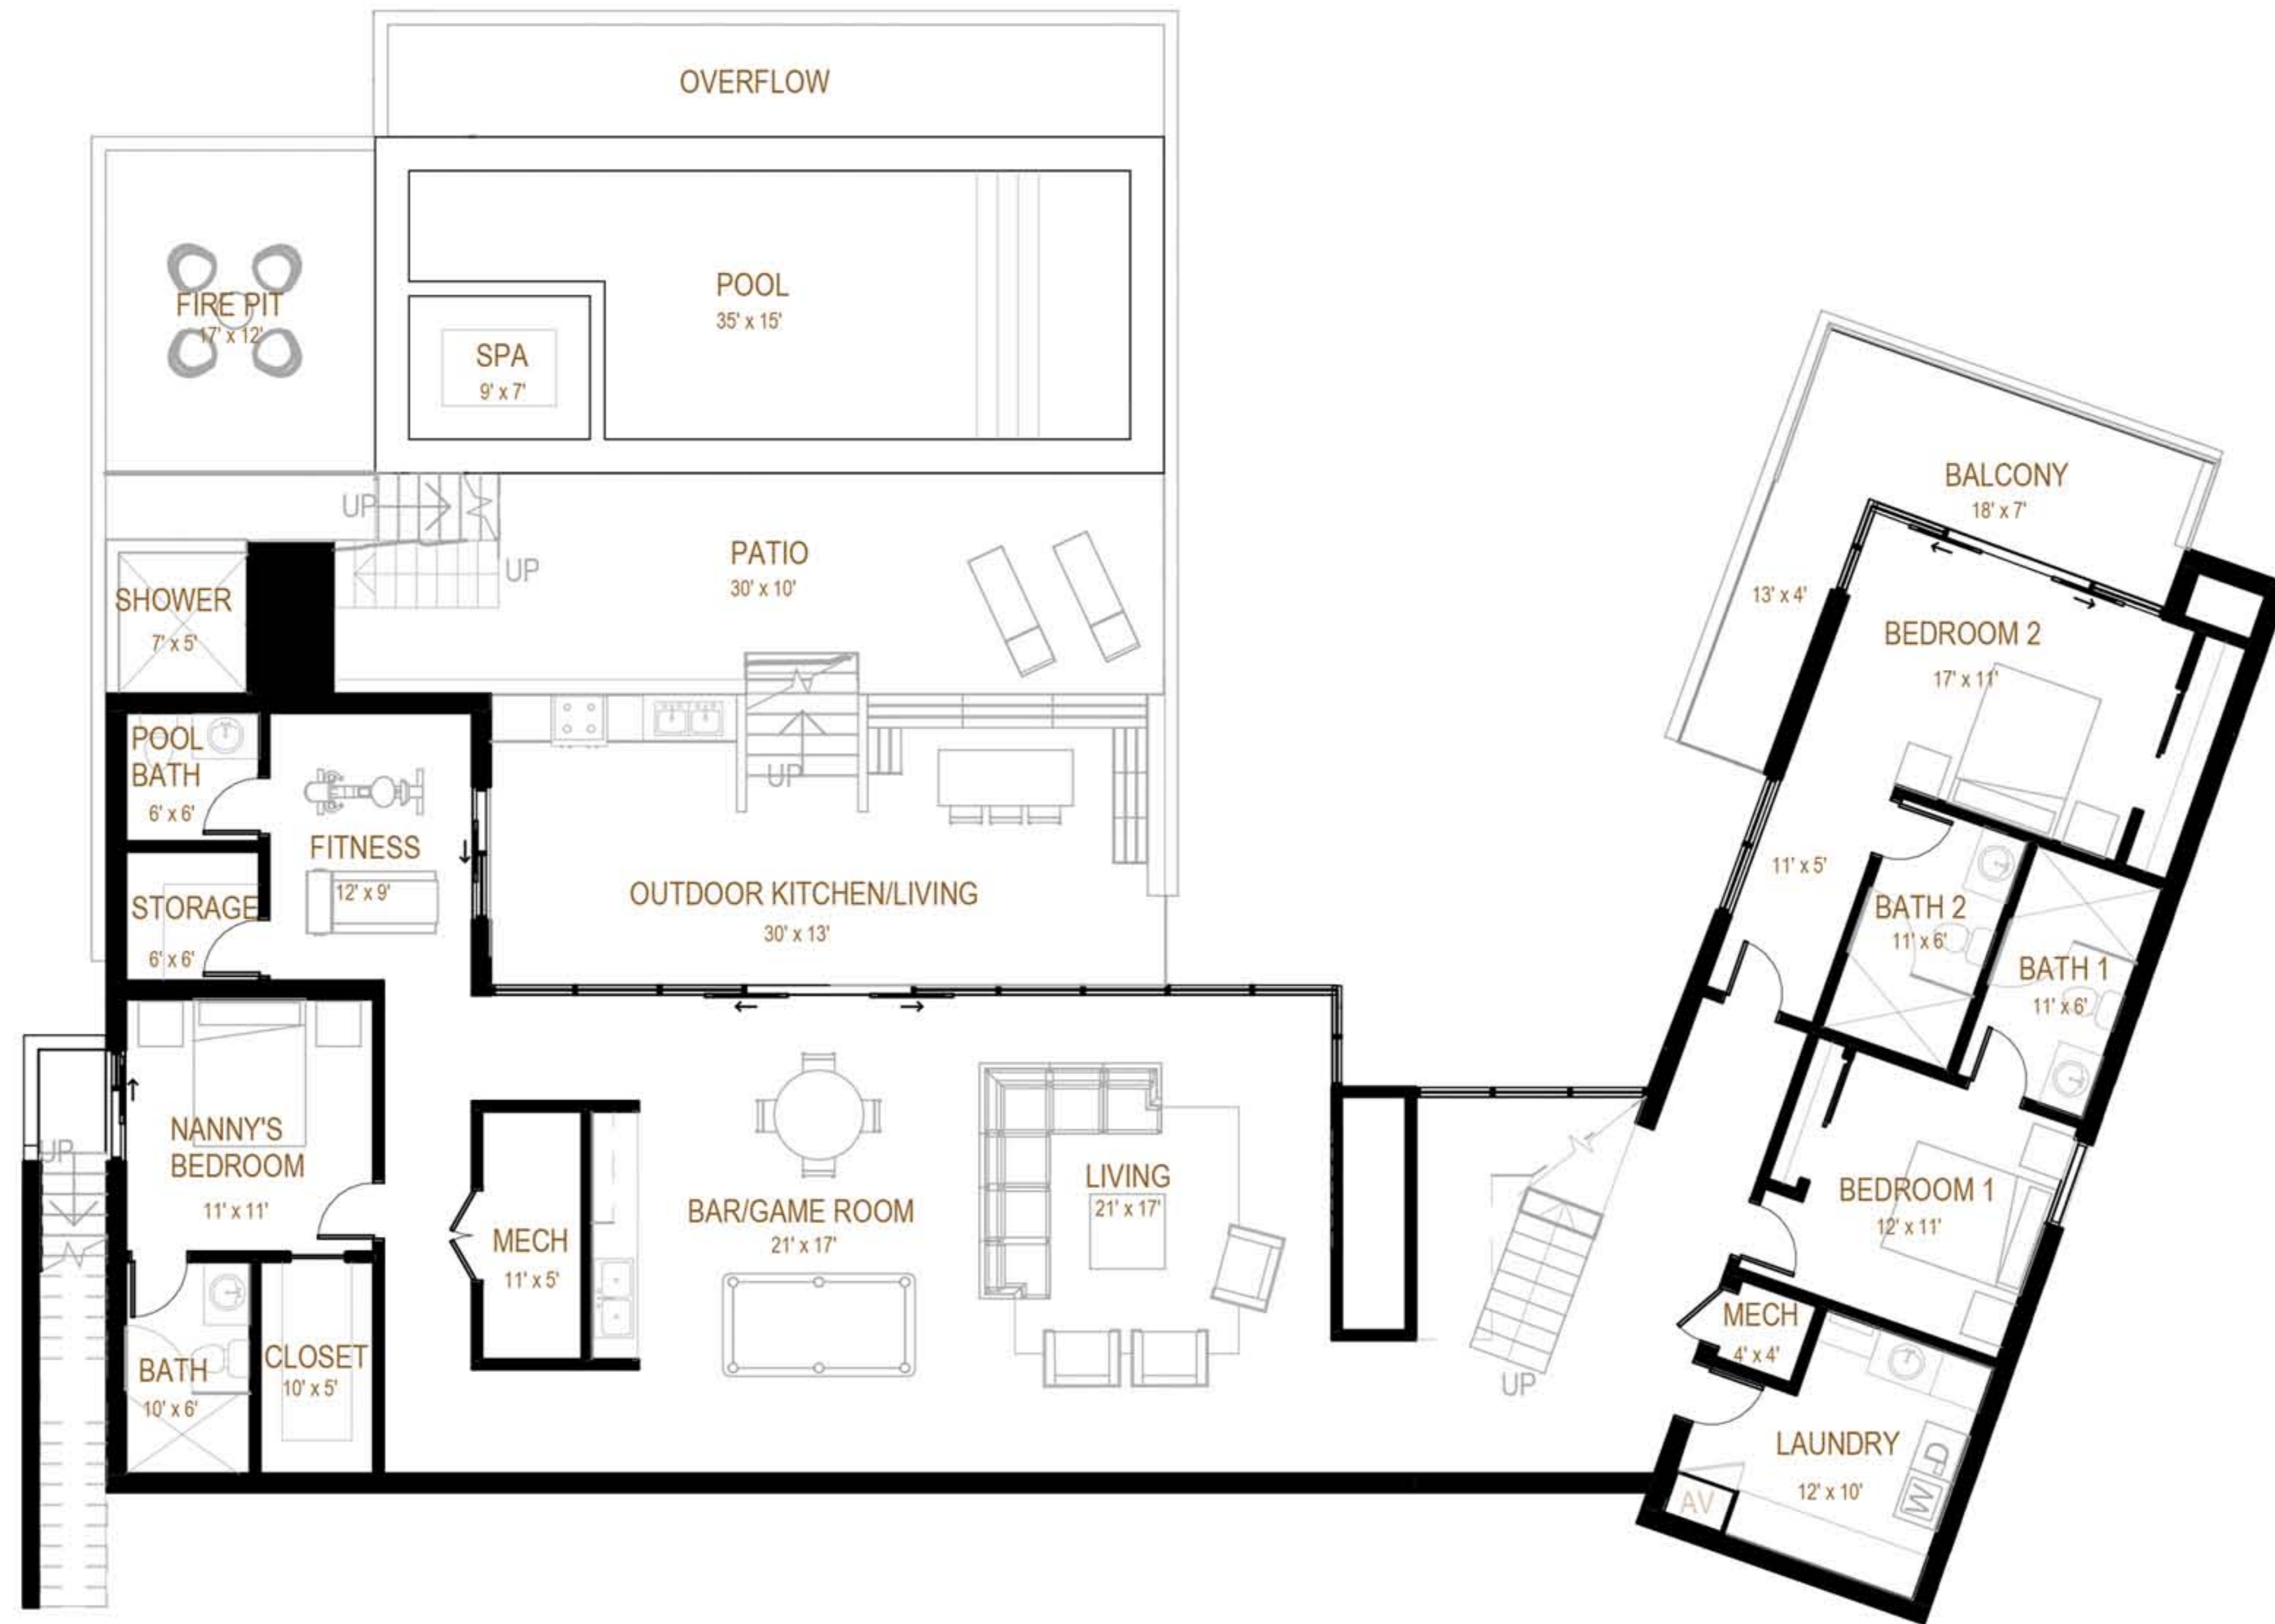 OVERFLOW
POOL
35' x 15'
FIRE PIT
17' x 12'
SPA
9' x 7'
UP
UP
PATIO
30' x 10'
SHOWER
7' x 5'
BALCONY
18' x 7'
13' x 4'
BEDROOM 2
17' x 11'
POOL
BATH
6' x 6'
UP
FITNESS
12' x 9'
STORAGE
6' x 6'
OUTDOOR KITCHEN/LIVING
30' x 13'
11' x 5'
BATH 2
11' x 6'
BATH 1
11' x 6'
NANNY'S
BEDROOM
11' x 11'
UP
MECH
11' x 5'
BAR/GAME ROOM
21' x 17'
LIVING
21' x 17'
BEDROOM 1
12' x 11'
MECH
4' x 4'
BATH
10' x 6'
CLOSET
10' x 5'
UP
LAUNDRY
12' x 10'
D
W
AV